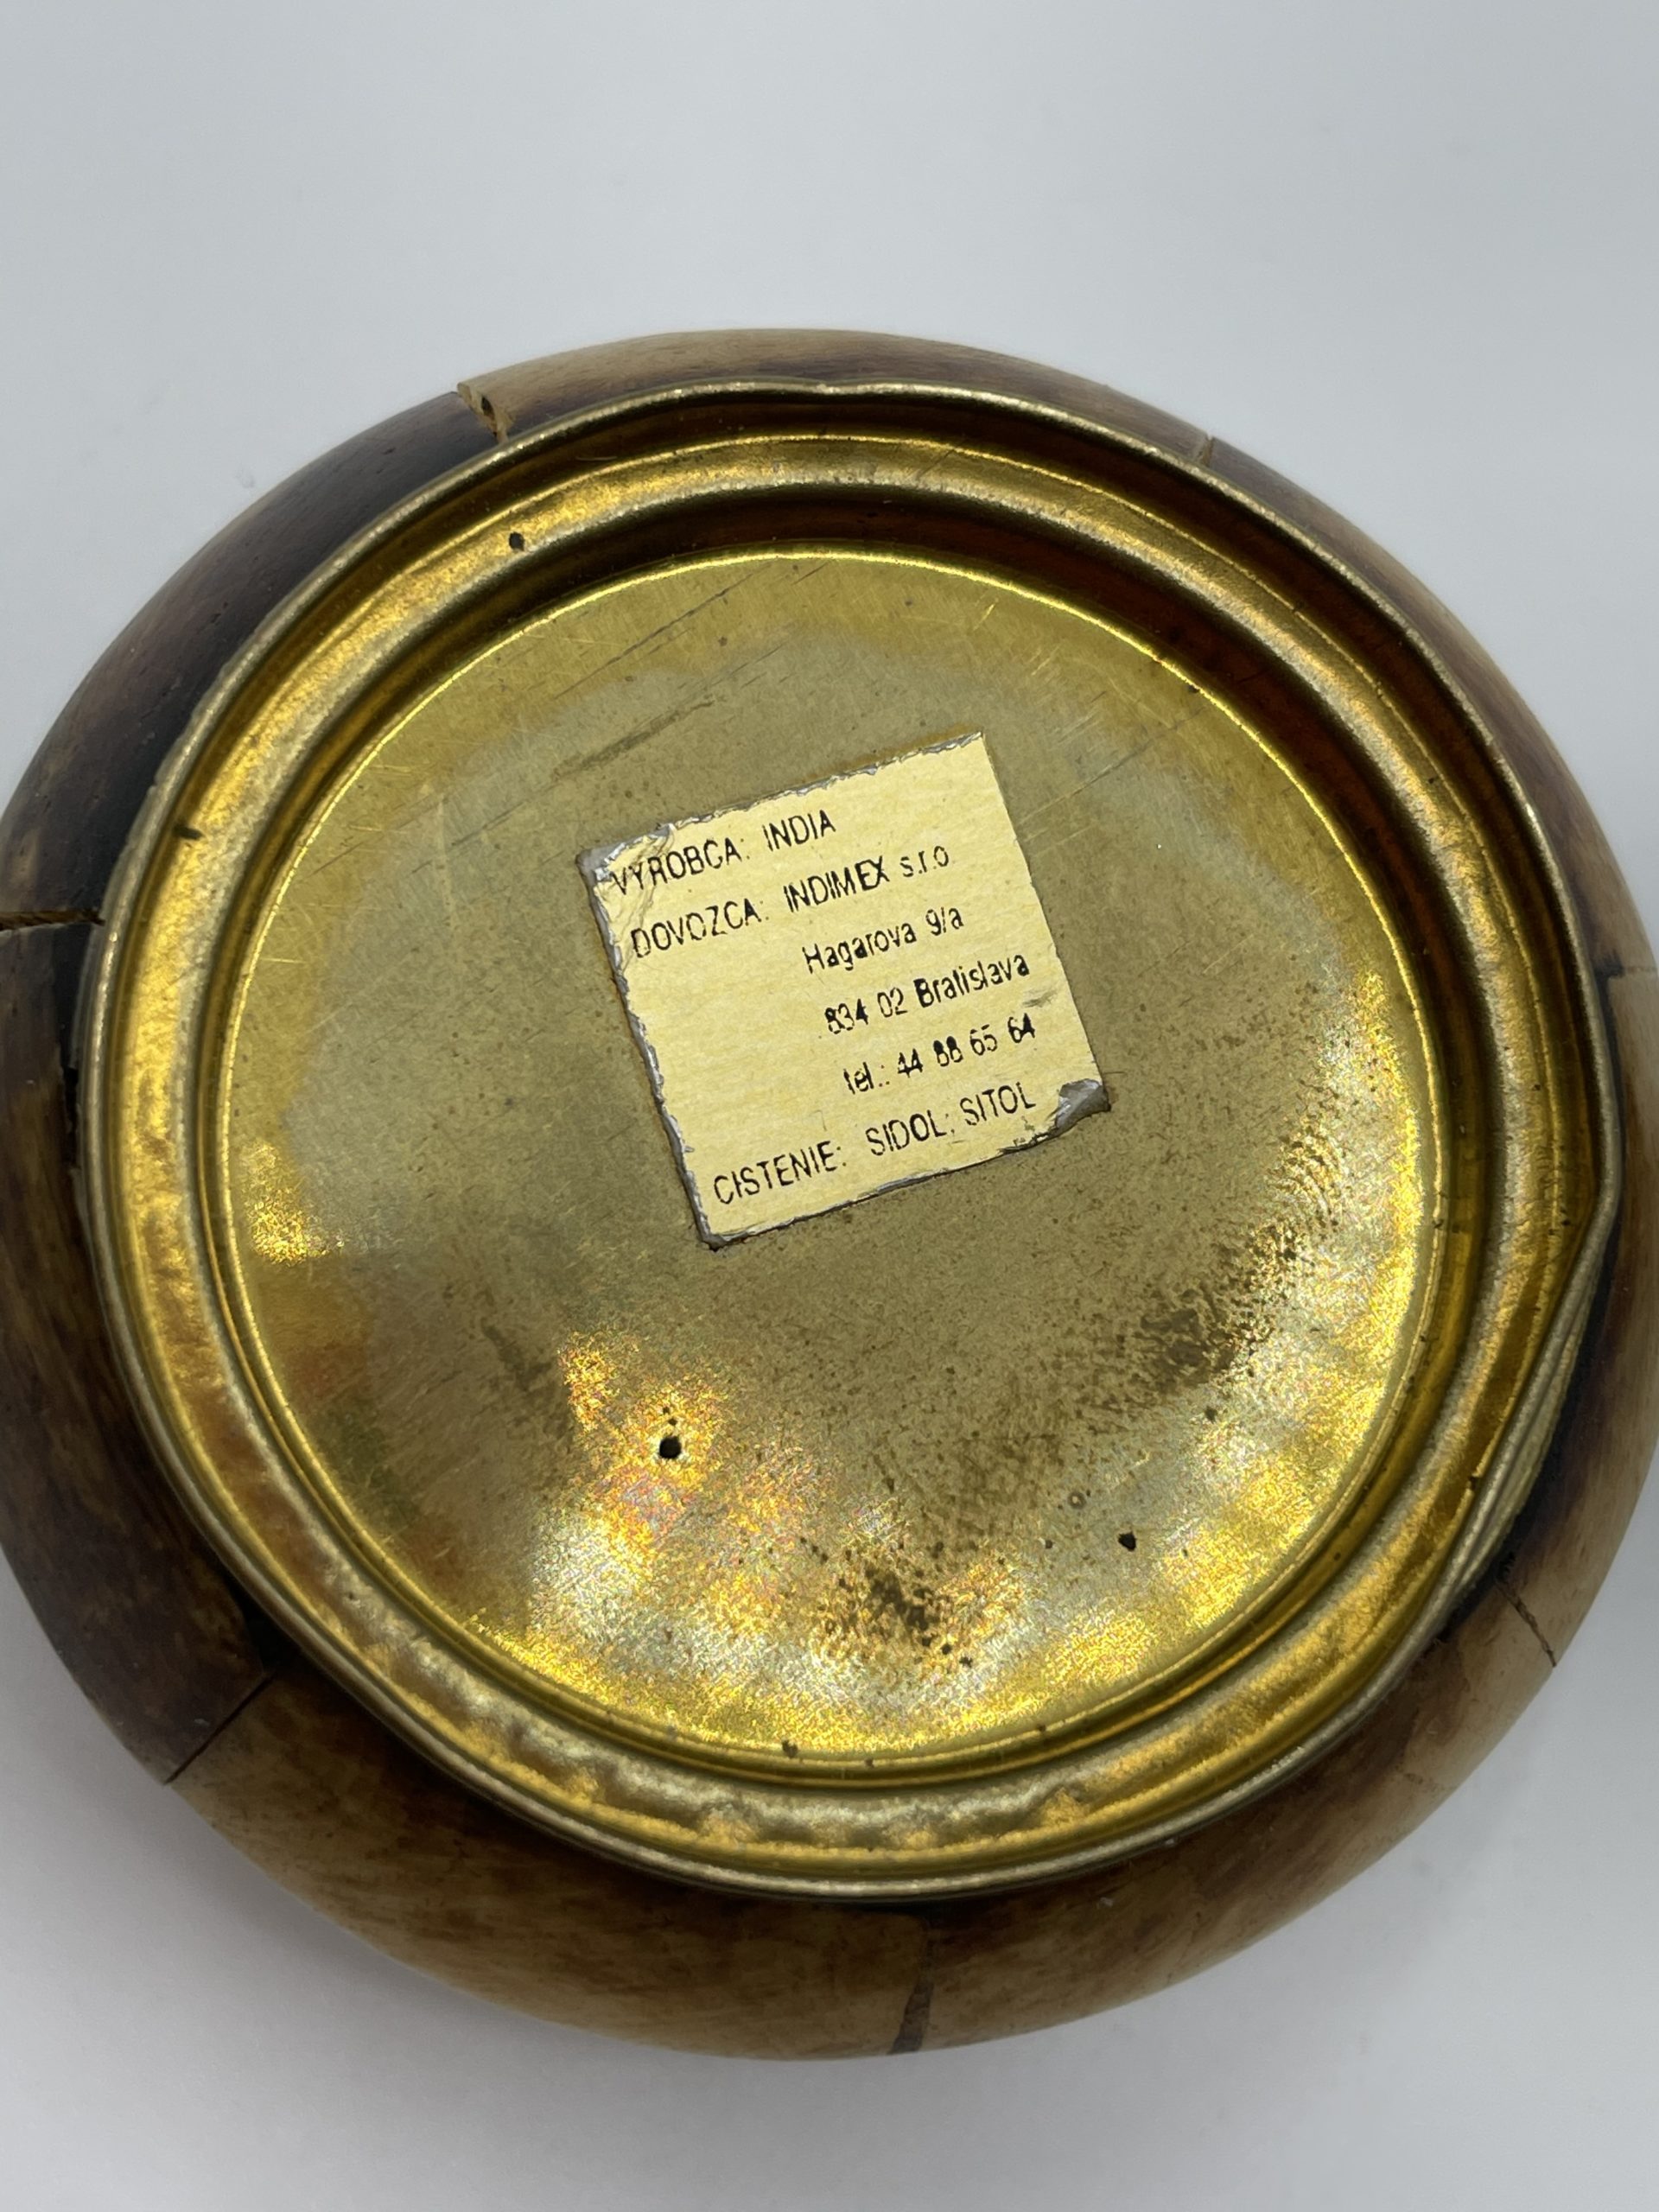 VYROBCA: INDIA
DOVOZCA: INDIMEX s.r.o
Hagarova 9/a
834 02 Bratislava
tel.: 44 88 65 64
CISTENIE: SIDOL, SITOL